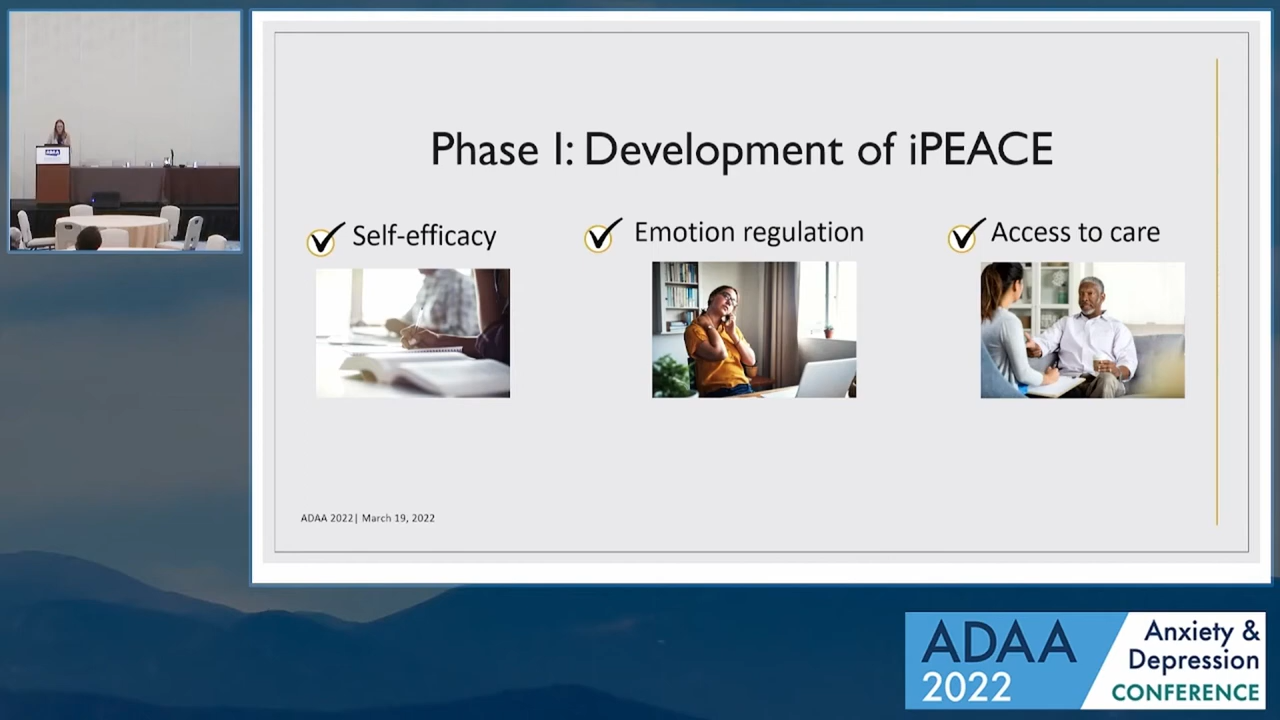 Phase I: Development of iPEACE
Self-efficacy
Emotion regulation
Access to care
ADAA 2022| March 19, 2022
ADAA
2022
Anxiety &
Depression
CONFERENCE